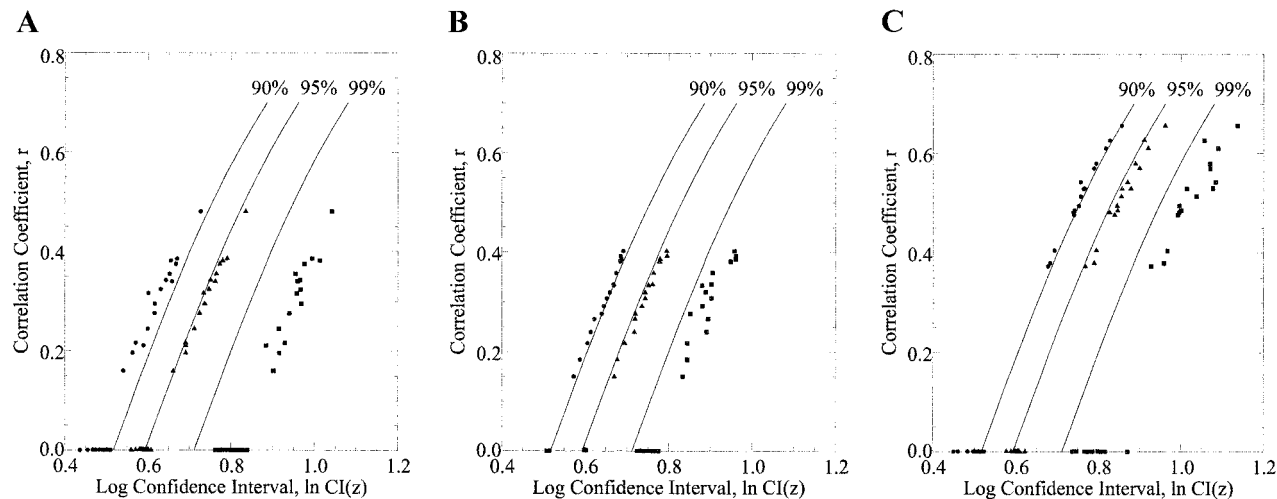 A
0.8
0.6
0.4
0.2
0.0
Correlation Coefficient, r
90% 95% 99%
0.4 0.6 0.8 1.0 1.2
Log Confidence Interval, ln CI(z)
B
0.8
0.6
0.4
0.2
0.0
Correlation Coefficient, r
90% 95% 99%
0.4 0.6 0.8 1.0 1.2
Log Confidence Interval, ln CI(z)
C
0.8
0.6
0.4
0.2
0.0
Correlation Coefficient, r
90% 95% 99%
0.4 0.6 0.8 1.0 1.2
Log Confidence Interval, ln CI(z)